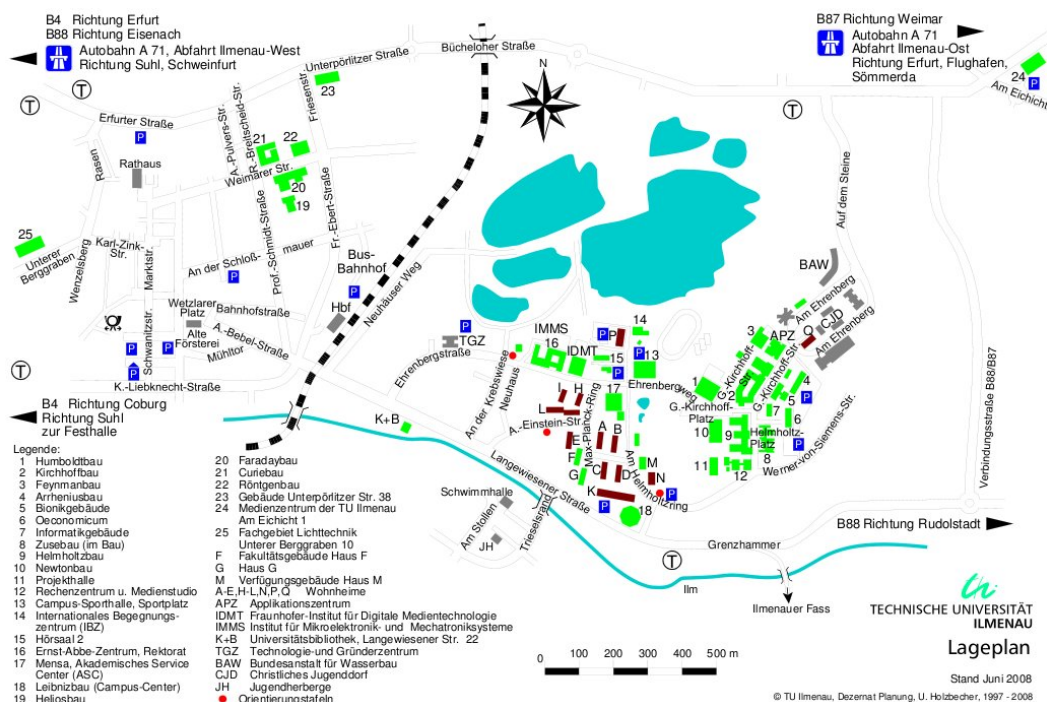 B4 Richtung Erfurt
B88 Richtung Eisenach
Autobahn A 71, Abfahrt Ilmenau-West
Richtung Suhl, Schweinfurt
B87 Richtung Weimar
Autobahn A 71
Abfahrt Ilmenau-Ost
Richtung Erfurt, Flughafen,
Sömmerda
Bücheloher Straße
Unterpörlitzer Straße
N
24
P
Am Eichicht
T
T
T
23
Friesenstr.
Erfurter Straße
P
A.-Pulvers-Str.
R.-Breitscheid-Str.
21
22
Rasen
Rathaus
Weimarer Str.
20
19
Auf dem Steine
25
Unterer
Berggraben
Wenzelsberg
Karl-Zink-
Str.
Marktstr.
An der Schloß-
mauer
Prof.-Schmidt-Straße
Fr.-Ebert-Straße
P
Bus-
Bahnhof
P
Neuhäuser Weg
Hbf
BAW
Am Ehrenberg
Wetzlarer
Platz
Bahnhofstraße
Alte
Försterei
A.-Bebel-Straße
Mühltor
Schwanitzstr.
P
P
K.-Liebknecht-Straße
T
P
TGZ
Ehrenbergstraße
An der Krebswiese
Neuhaus
IMMS
16
IDMT
P
P
14
P
15
P
13
17
Ehrenberg-
weg
3
APZ
Q
CJD
Am Ehrenberg
G.-Kirchhoff-
Str.
G.-Kirchhoff-Str.
1
2
4
5
6
7
G.-Kirchhoff-
Platz
10
9
Helmholtz-
Platz
8
P
11
12
Werner-von-Siemens-Str.
Verbindungsstraße B88/B87
B4 Richtung Coburg
Richtung Suhl
zur Festhalle
K+B
I
H
L
A.-Einstein-Str.
Max-Planck-Ring
E
A
B
F
G
C
D
K
M
N
P
P
Am Helmholtzring
18
Langewiesener Straße
Schwimmhalle
Am Stollen
JH
Trieselsrand
T
Grenzhammer
B88 Richtung Rudolstadt
Ilm
Ilmenauer Fass
Legende:
1 Humboldtbau
2 Kirchhoffbau
3 Feynmanbau
4 Arrheniusbau
5 Bionikgebäude
6 Oeconomicum
7 Informatikgebäude
8 Zusebau (im Bau)
9 Helmholtzbau
10 Newtonbau
11 Projekthalle
12 Rechenzentrum u. Medienstudio
13 Campus-Sporthalle, Sportplatz
14 Internationales Begegnungs-
zentrum (IBZ)
15 Hörsaal 2
16 Ernst-Abbe-Zentrum, Rektorat
17 Mensa, Akademisches Service
Center (ASC)
18 Leibnizbau (Campus-Center)
19 Heliosbau
20 Faradaybau
21 Curiebau
22 Röntgenbau
23 Gebäude Unterpörlitzer Str. 38
24 Medienzentrum der TU Ilmenau
Am Eichicht 1
25 Fachgebiet Lichttechnik
Unterer Berggraben 10
F Fakultätsgebäude Haus F
G Haus G
M Verfügungsgebäude Haus M
A-E,H-L,N,P,Q Wohnheime
APZ Applikationszentrum
IDMT Fraunhofer-Institut für Digitale Medientechnologie
IMMS Institut für Mikroelektronik- und Mechatroniksysteme
K+B Universitätsbibliothek, Langewiesener Str. 22
TGZ Technologie-und Gründerzentrum
BAW Bundesanstalt für Wasserbau
CJD Christliches Jugenddorf
JH Jugendherberge
Orientierungstafeln
0 100 200 300 400 500 m
th
TECHNISCHE UNIVERSITÄT
ILMENAU
Lageplan
Stand Juni 2008
© TU Ilmenau, Dezernat Planung, U. Holzbecher, 1997 - 2008